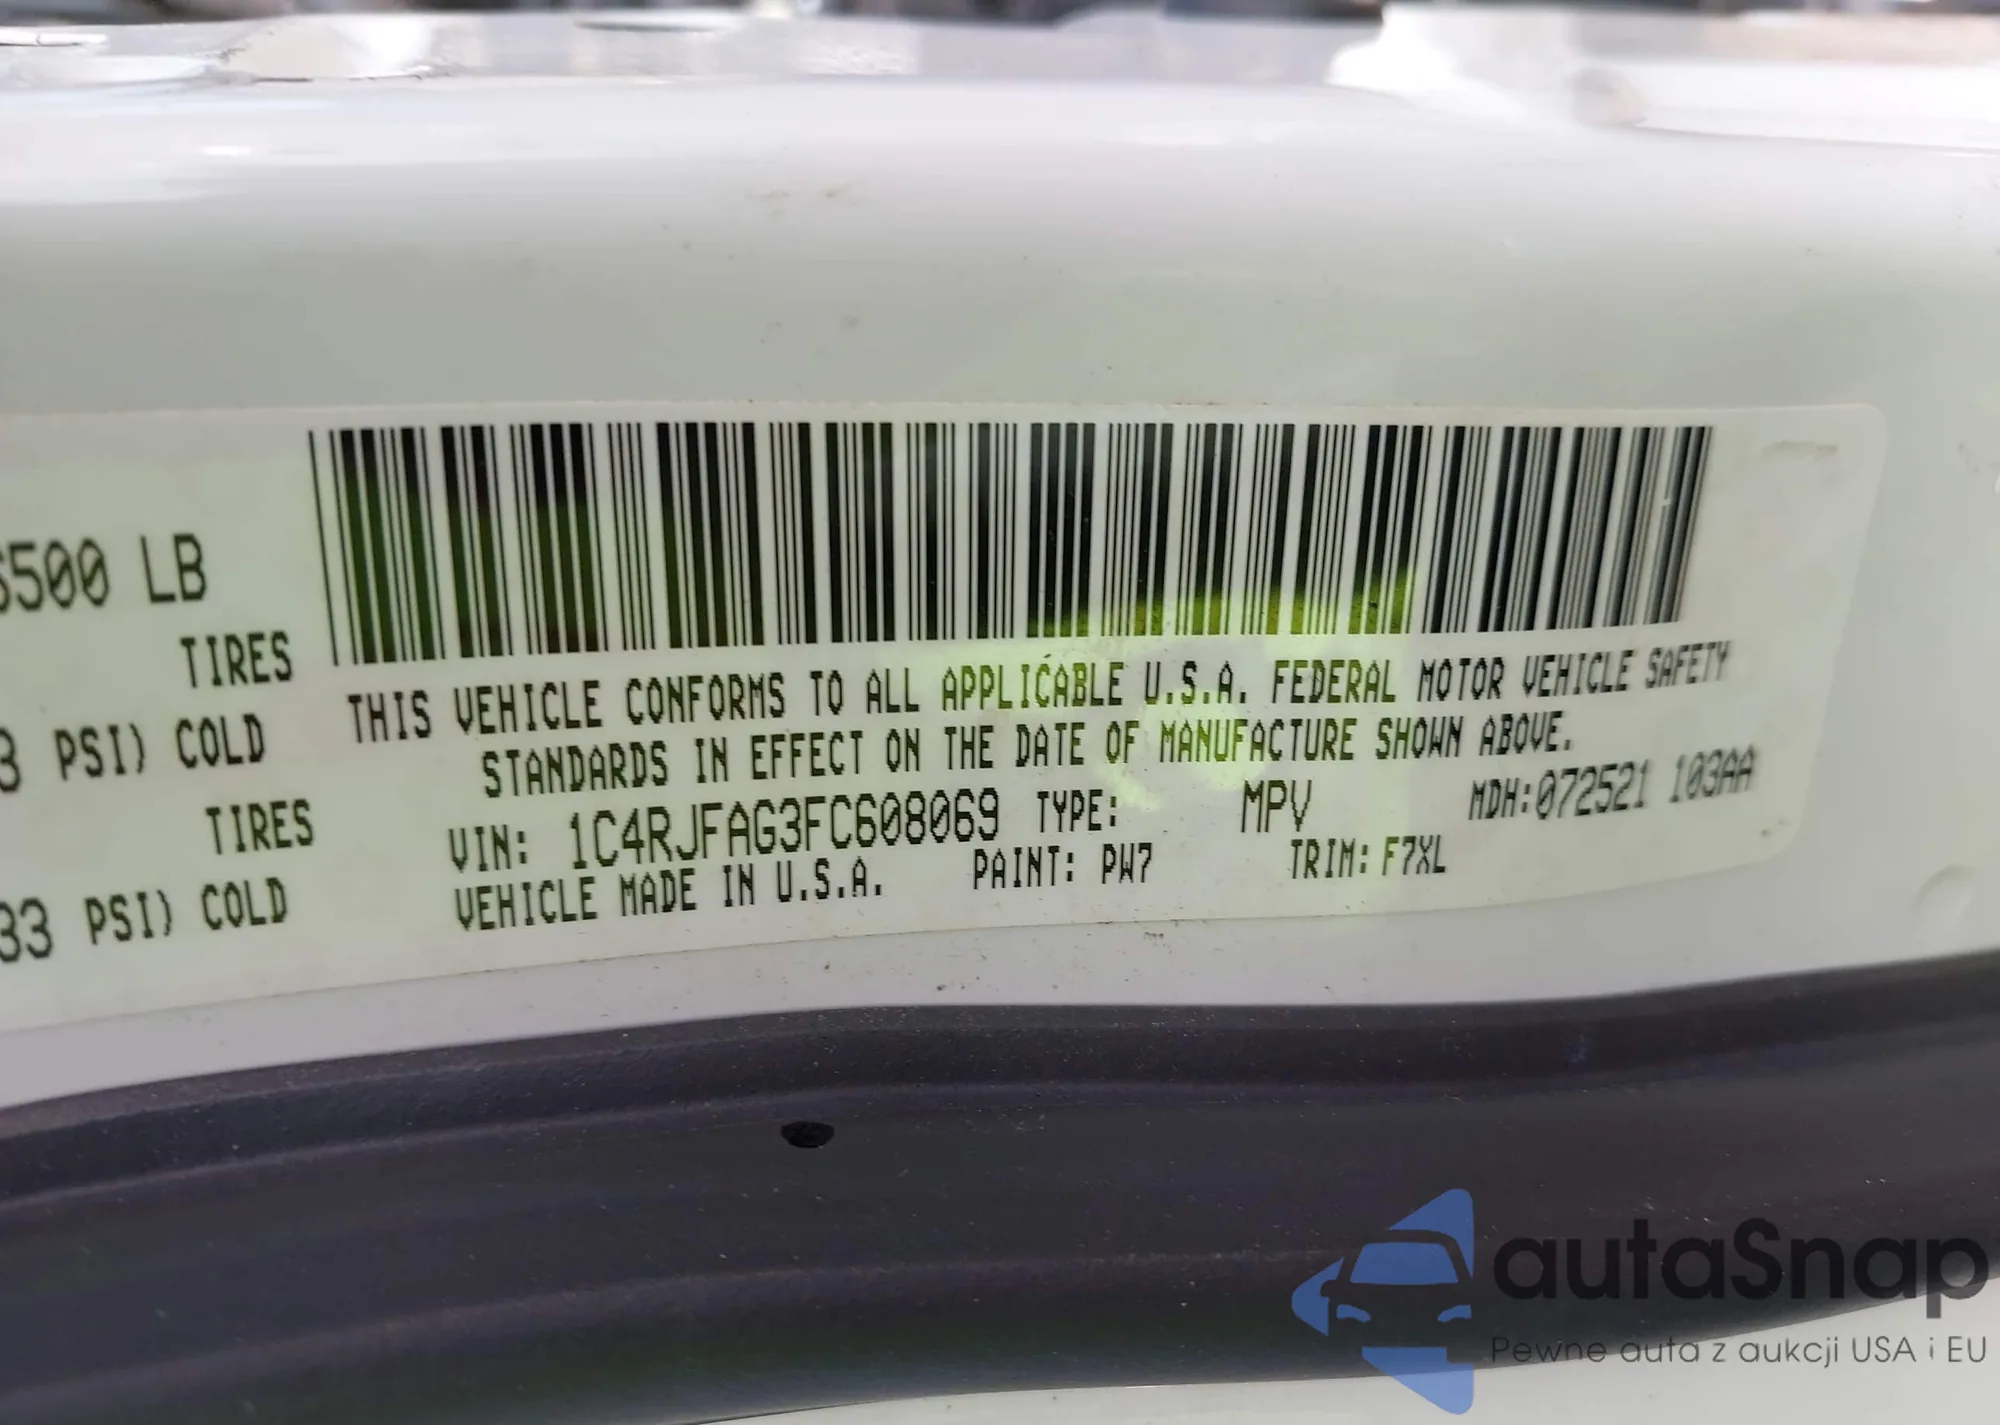 6500 LB
TIRES
3 PSI) COLD
TIRES
33 PSI) COLD
THIS VEHICLE CONFORMS TO ALL APPLICABLE U.S.A. FEDERAL MOTOR VEHICLE SAFETY
STANDARDS IN EFFECT ON THE DATE OF MANUFACTURE SHOWN ABOVE.
VIN: 1C4RJFAG3FC608069 TYPE: MPV MDH:072521 103AA
VEHICLE MADE IN U.S.A. PAINT: PW7 TRIM: F7XL
autaSnap
Pewne auta z aukcji USA i EU